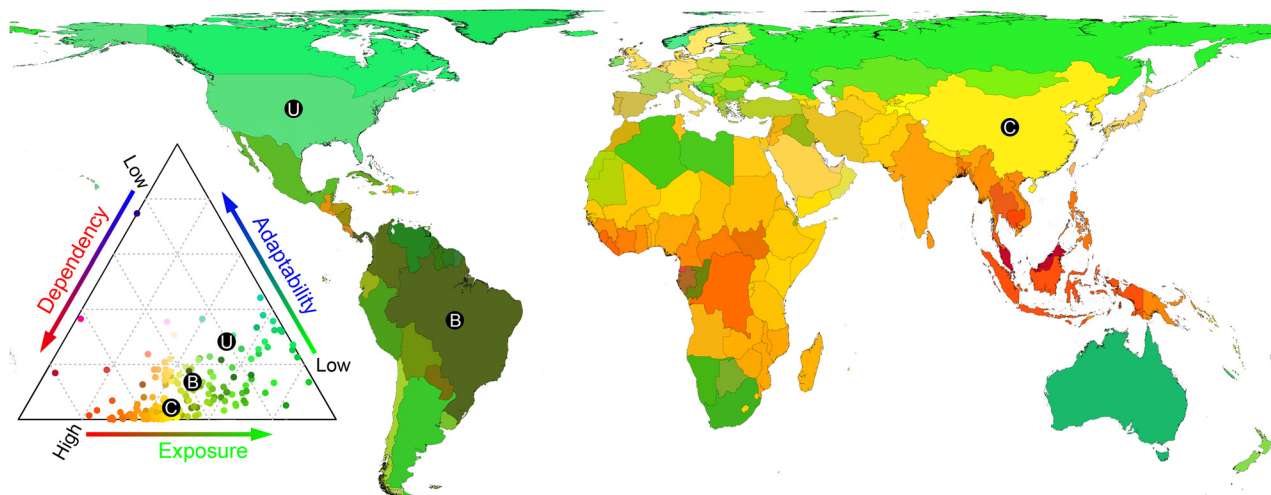 U
C
Low
Dependency
Adaptability
B
U
Low
B
C
High
Exposure